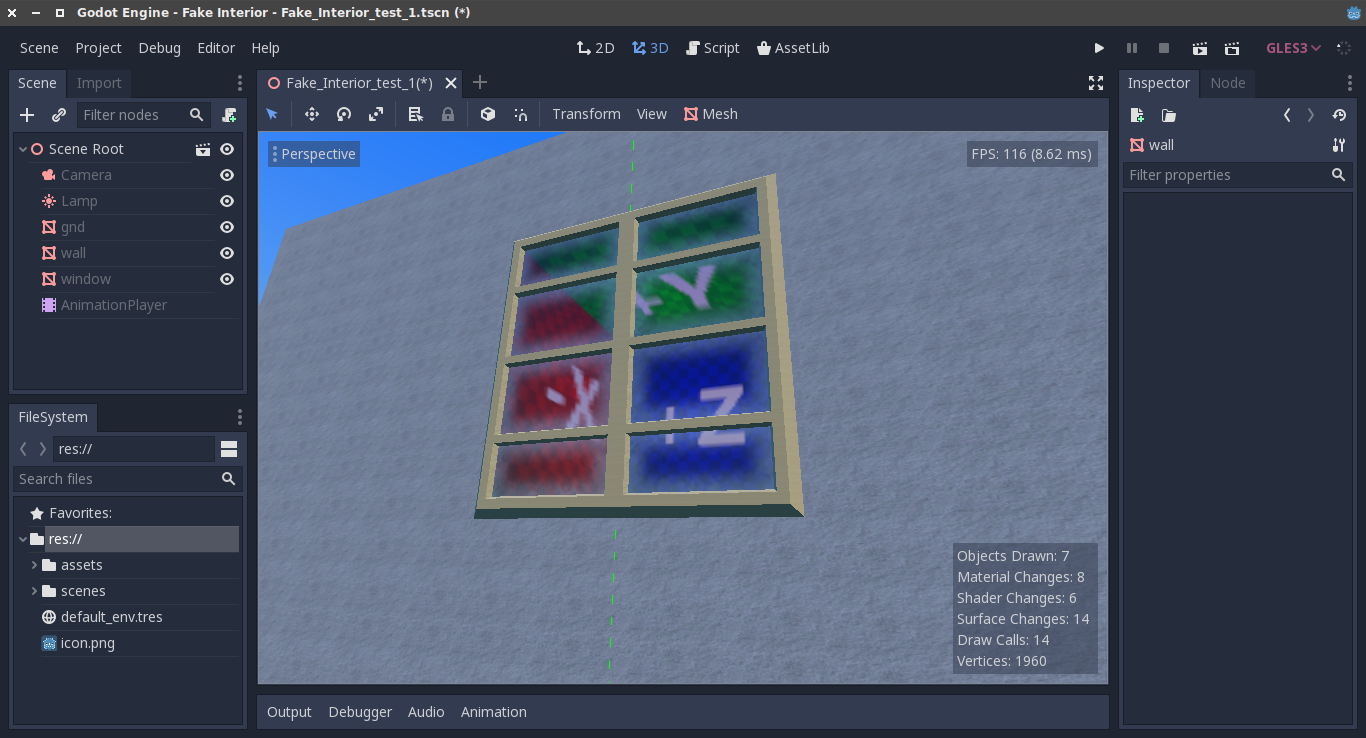 Godot Engine - Fake Interior - Fake_Interior_test_1.tscn (*)
Scene Project Debug Editor Help
2D 3D Script AssetLib
GLES3
Scene Import
Filter nodes
Scene Root
Camera
Lamp
gnd
wall
window
AnimationPlayer
FileSystem
res://
Search files
Favorites:
res://
assets
scenes
default_env.tres
icon.png
Fake_Interior_test_1(*)
Transform View Mesh
Perspective
FPS: 116 (8.62 ms)
+Y
-X
+Z
Objects Drawn: 7
Material Changes: 8
Shader Changes: 6
Surface Changes: 14
Draw Calls: 14
Vertices: 1960
Output Debugger Audio Animation
Inspector Node
wall
Filter properties